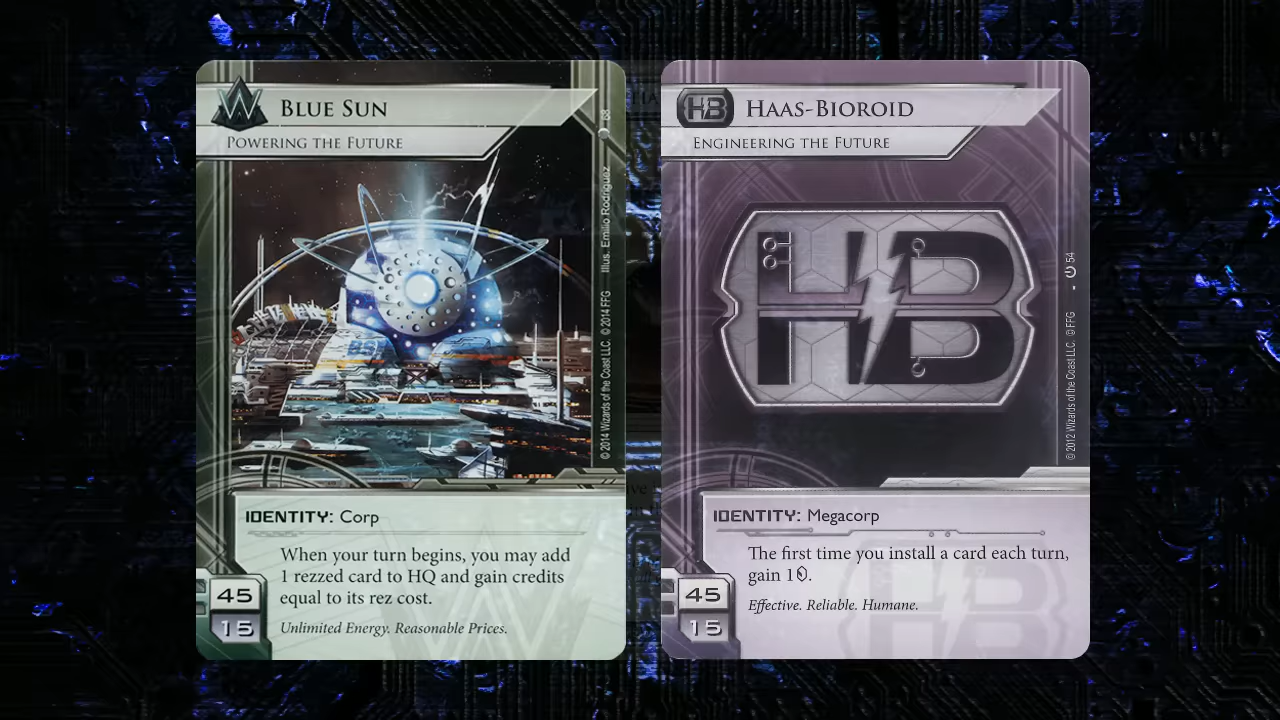 BLUE SUN
POWERING THE FUTURE
IDENTITY: Corp
When your turn begins, you may add
1 rezzed card to HQ and gain credits
equal to its rez cost.
Unlimited Energy. Reasonable Prices.
45
15
© 2014 Wizards of the Coast LLC. © 2014 FFG Illus. Emilio Rodriguez
68
HB
HAAS-BIOROID
ENGINEERING THE FUTURE
HB
IDENTITY: Megacorp
The first time you install a card each turn,
gain 1.
Effective. Reliable. Humane.
45
15
© 2012 Wizards of the Coast LLC. © FFG
54